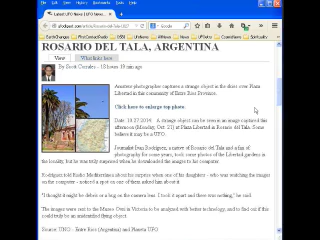 ROSARIO DEL TALA, ARGENTINA
View
What links here
By Scott Corrales - 18 hours 19 min ago
Amateur photographer captures a strange object in the skies over Plaza
Libertad in this community of Entre Rios Province.
Click here to enlarge top photo.
Date: 10.27.2014 A strange object can be seen in an image captured this
afternoon (Monday, Oct. 27) at Plaza Libertad in Rosario del Tala. Some
believe it may be a UFO.
Journalist Ivan Rodriguez, a native of Rosario del Tala and a fan of
photography for some years, took some photos of the Libertad gardens in
the locality, but he was truly surprised when he downloaded the images to his computer.
Rodriguez told Radio Mediterránea about his surprise when one of his daughters - who was watching the images
on the computer - noticed a spot on one of them asked him about it.
"I thought it might be debris or a bug on the camera lens. I took it apart and there was nothing," he said.
The images were sent to the Museo Ovni in Victoria to be analyzed with better technology, and to find out if this
could truly be an unidentified flying object.
Source: UNO - Entre Rios (Argentina) and Planeta UFO